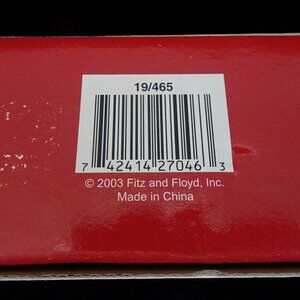 19/465
7 42414 27046 3
© 2003 Fitz and Floyd, Inc.
Made in China